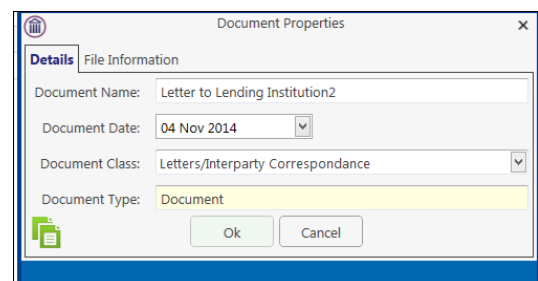 Document Properties
Details File Information
Document Name: Letter to Lending Institution2
Document Date: 04 Nov 2014
Document Class: Letters/Interparty Correspondance
Document Type: Document
Ok Cancel